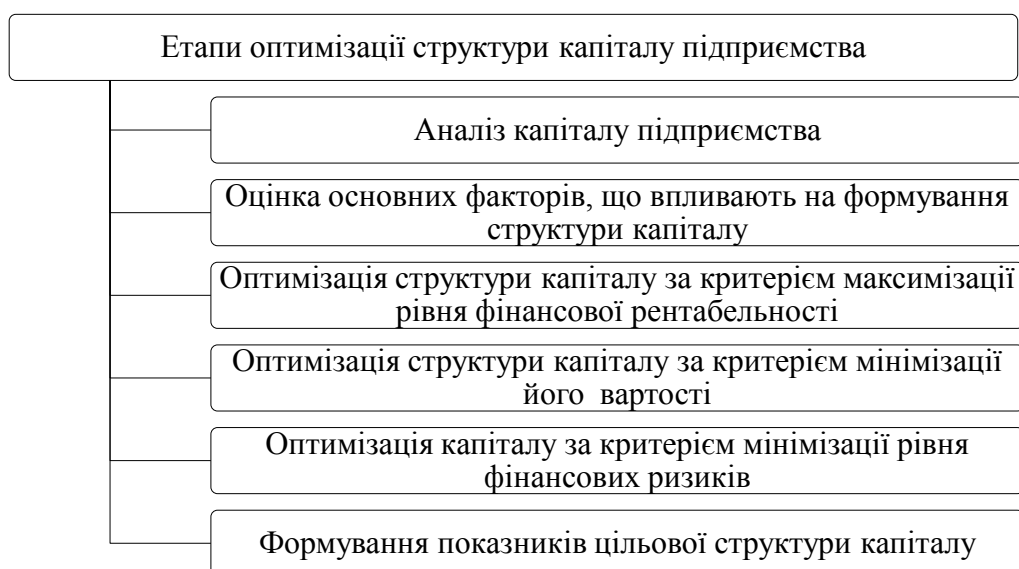 Етапи оптимізації структури капіталу підприємства
Аналіз капіталу підприємства
Оцінка основних факторів, що впливають на формування
структури капіталу
Оптимізація структури капіталу за критерієм максимізації
рівня фінансової рентабельності
Оптимізація структури капіталу за критерієм мінімізації
його вартості
Оптимізація капіталу за критерієм мінімізації рівня
фінансових ризиків
Формування показників цільової структури капіталу